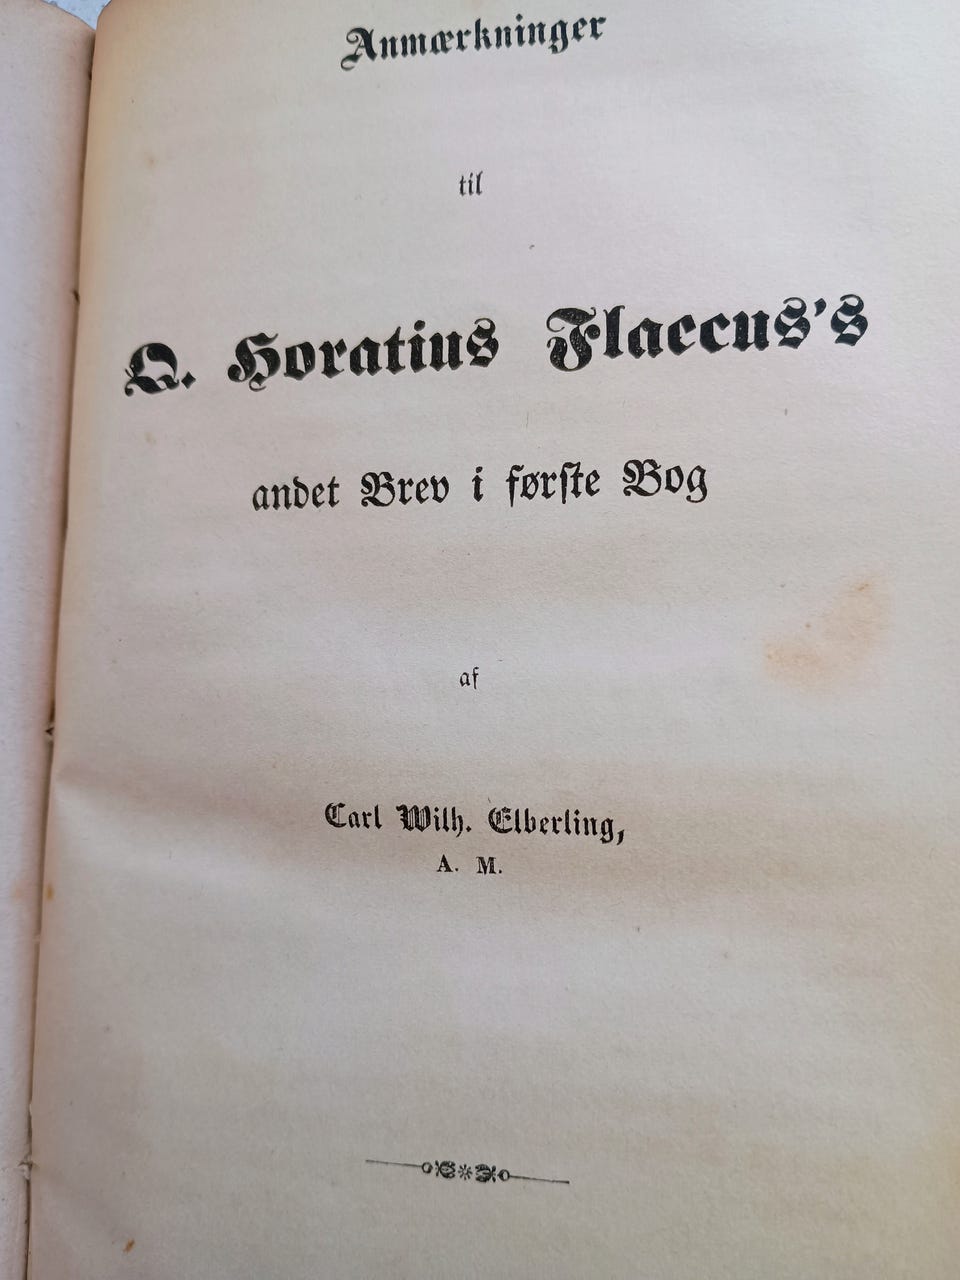 Anmærkninger
til
Q. Horatius Flaccus's
andet Brev i første Bog
af
Carl Wilh. Elberling,
A. M.